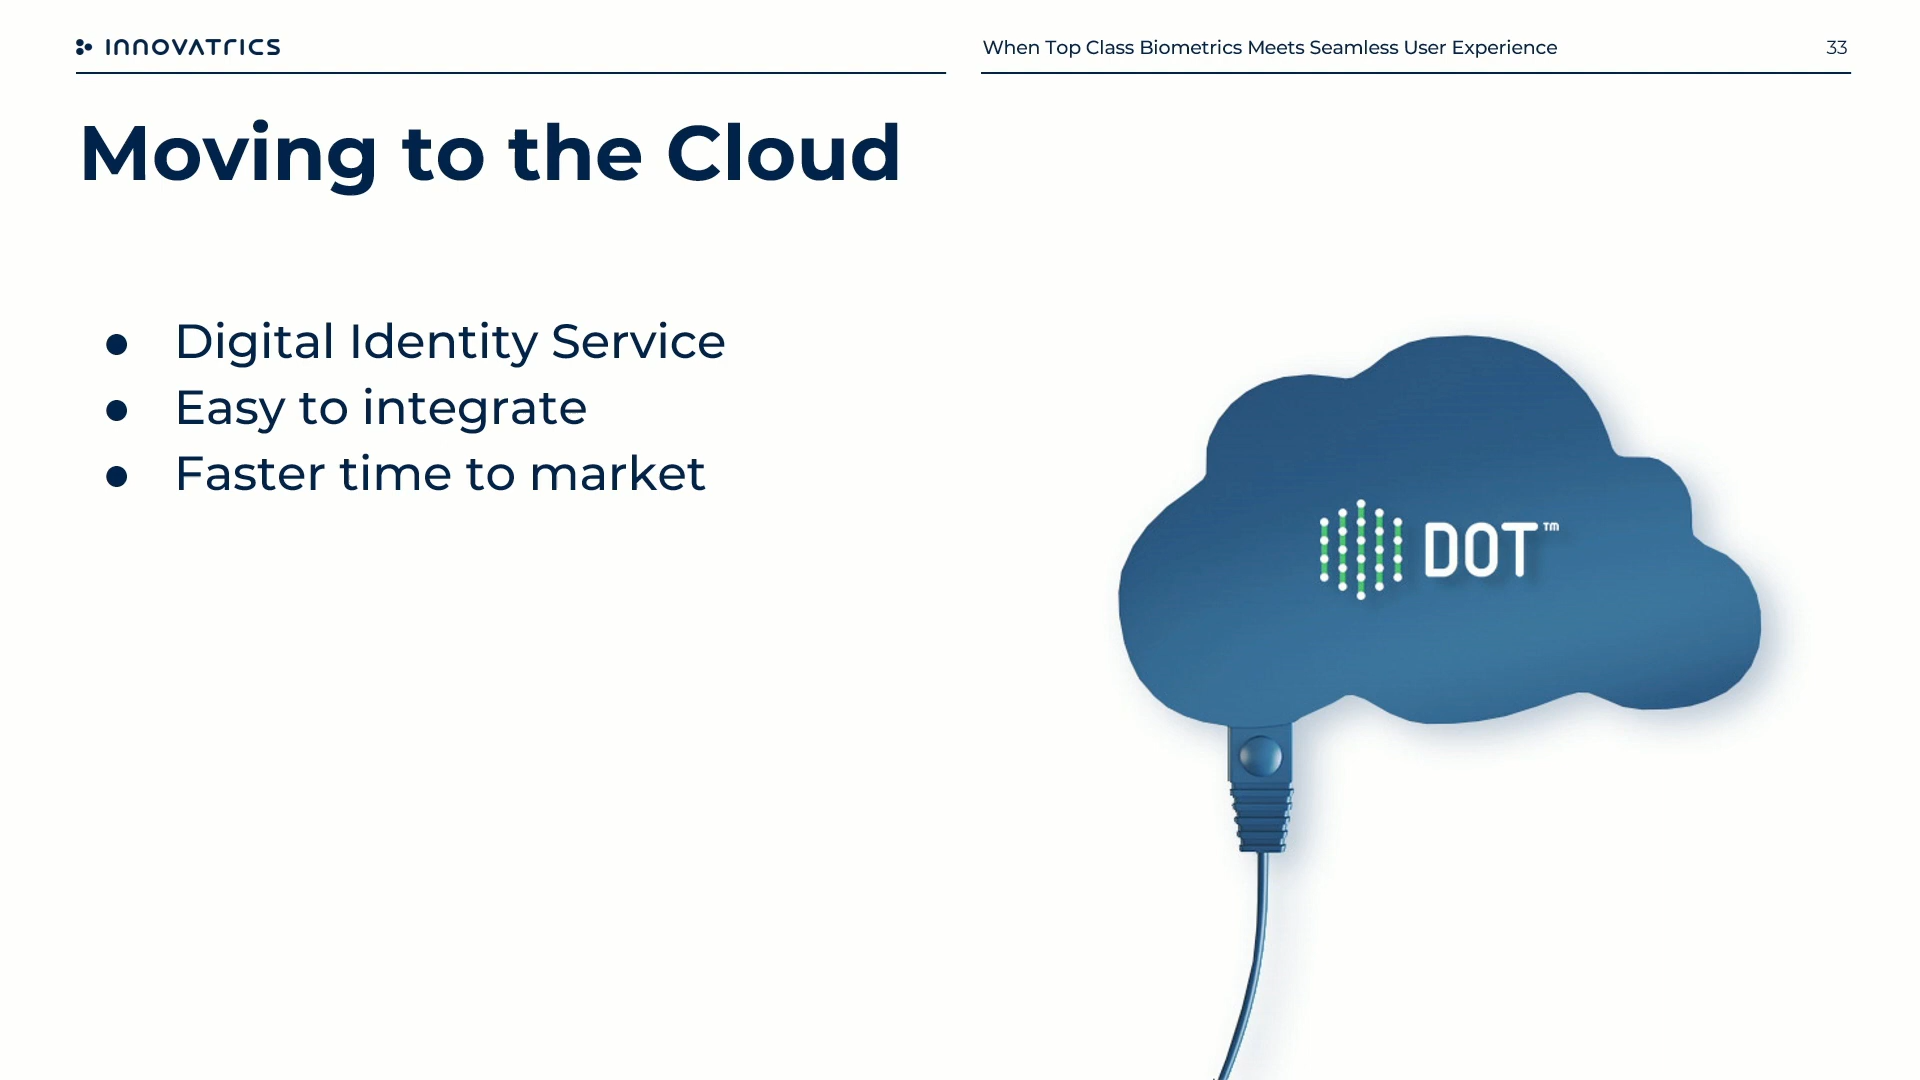 INNOVATRICS
When Top Class Biometrics Meets Seamless User Experience
33
Moving to the Cloud
● Digital Identity Service
● Easy to integrate
● Faster time to market
DOT™